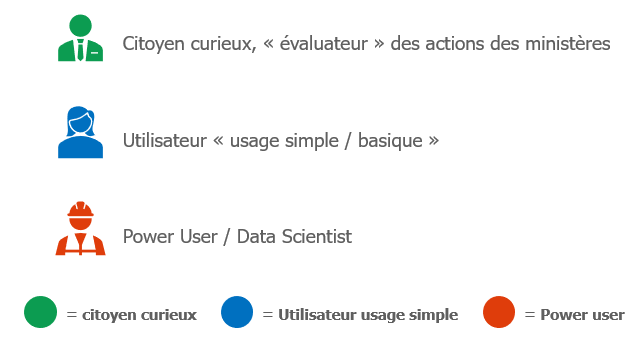 Citoyen curieux, « évaluateur » des actions des ministères
Utilisateur « usage simple / basique »
Power User / Data Scientist
= citoyen curieux = Utilisateur usage simple = Power user